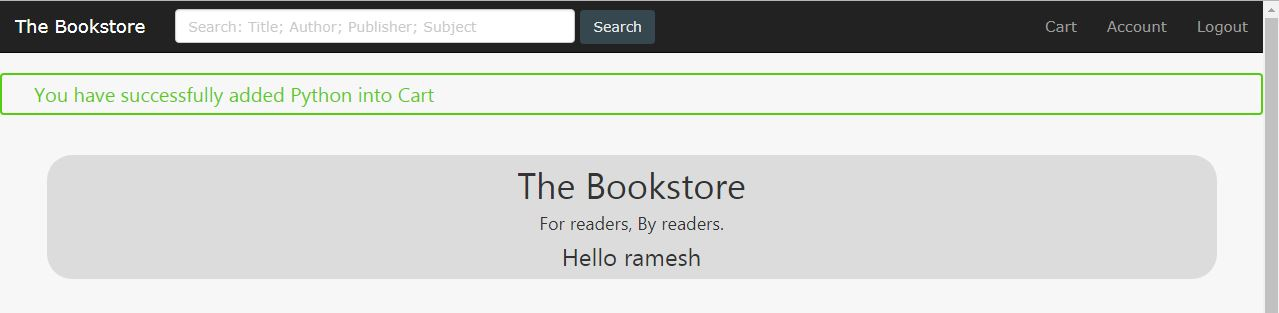 The Bookstore Search: Title; Author; Publisher; Subject Search Cart Account Logout
You have successfully added Python into Cart
The Bookstore
For readers, By readers.
Hello ramesh